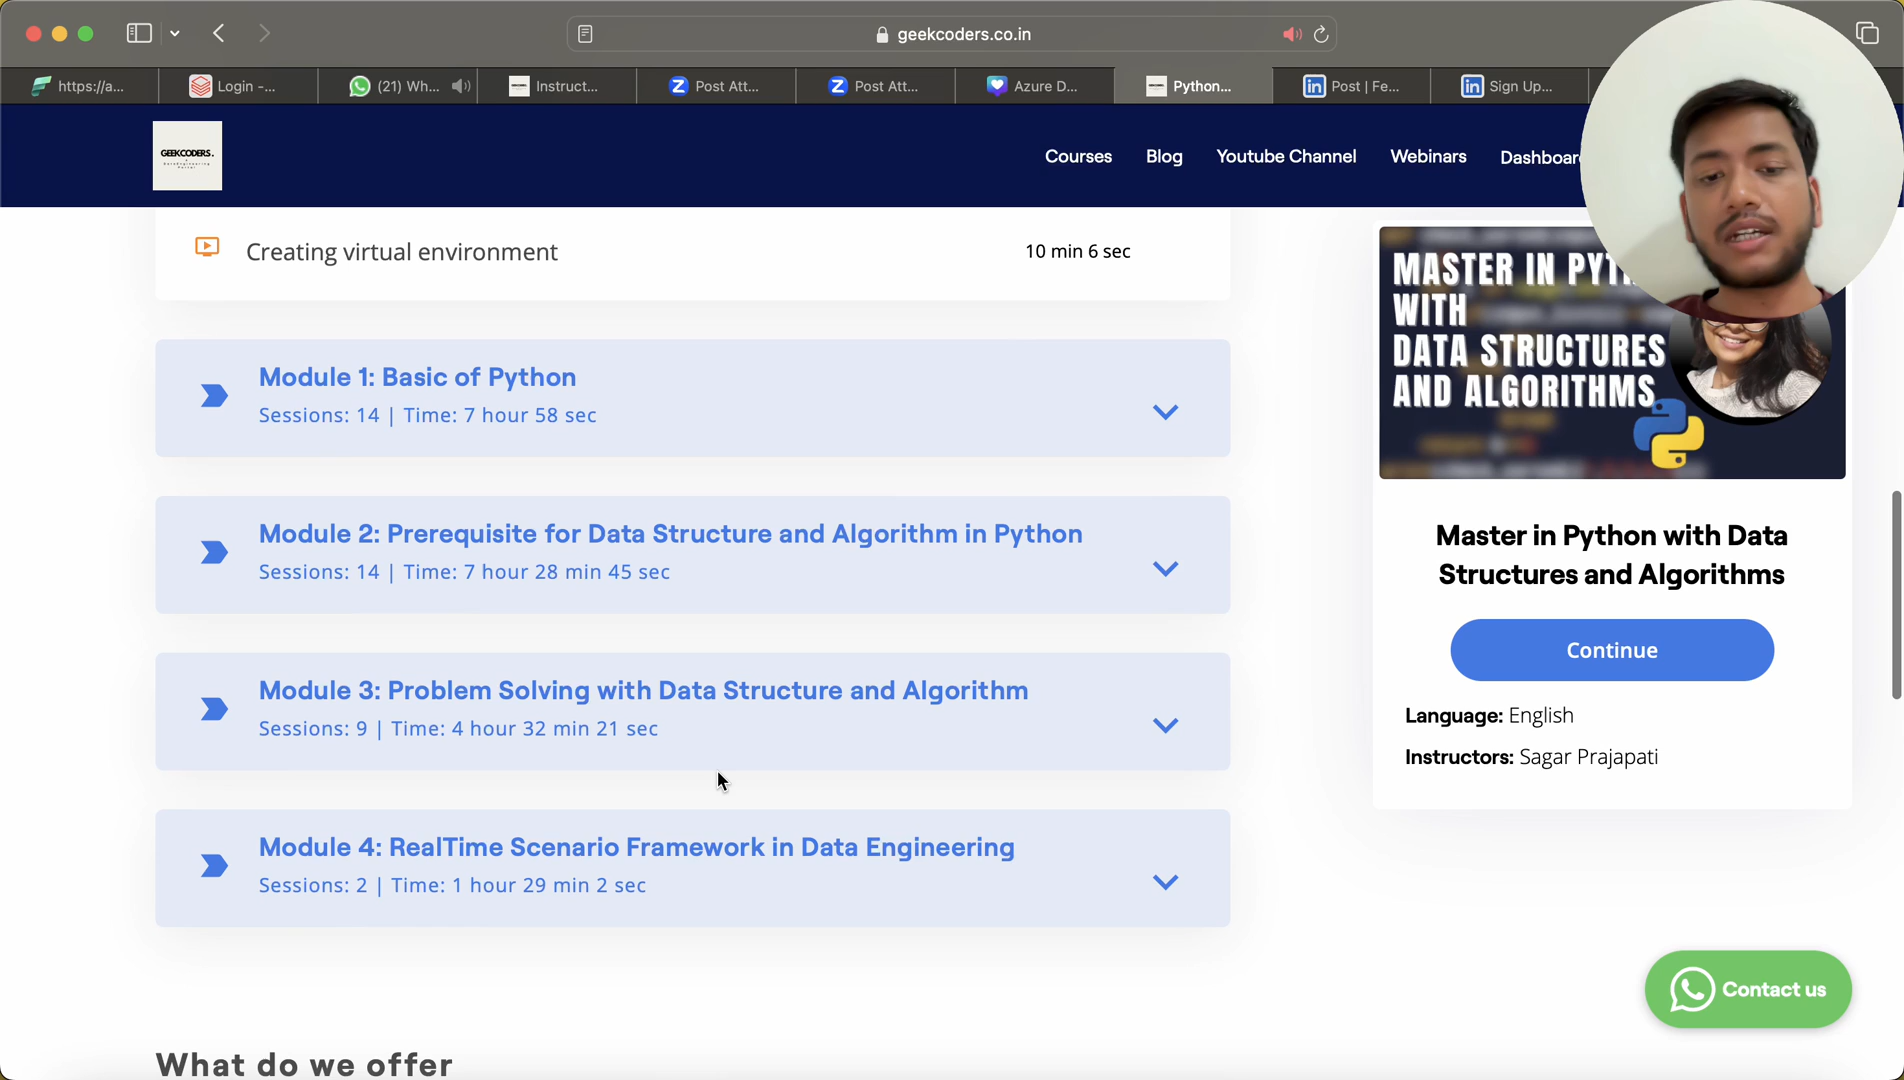 geekcoders.co.in
https://a...
Login -...
(21) Wh...
Instruct...
Post Att...
Post Att...
Azure D...
Python...
Post | Fe...
Sign Up...
GEEKCODERS.
Courses
Blog
Youtube Channel
Webinars
Dashboar
Creating virtual environment
10 min 6 sec
Module 1: Basic of Python
Sessions: 14 | Time: 7 hour 58 sec
Module 2: Prerequisite for Data Structure and Algorithm in Python
Sessions: 14 | Time: 7 hour 28 min 45 sec
Module 3: Problem Solving with Data Structure and Algorithm
Sessions: 9 | Time: 4 hour 32 min 21 sec
Module 4: RealTime Scenario Framework in Data Engineering
Sessions: 2 | Time: 1 hour 29 min 2 sec
What do we offer
MASTER IN PYT
WITH
DATA STRUCTURES
AND ALGORITHMS
Master in Python with Data
Structures and Algorithms
Continue
Language: English
Instructors: Sagar Prajapati
Contact us